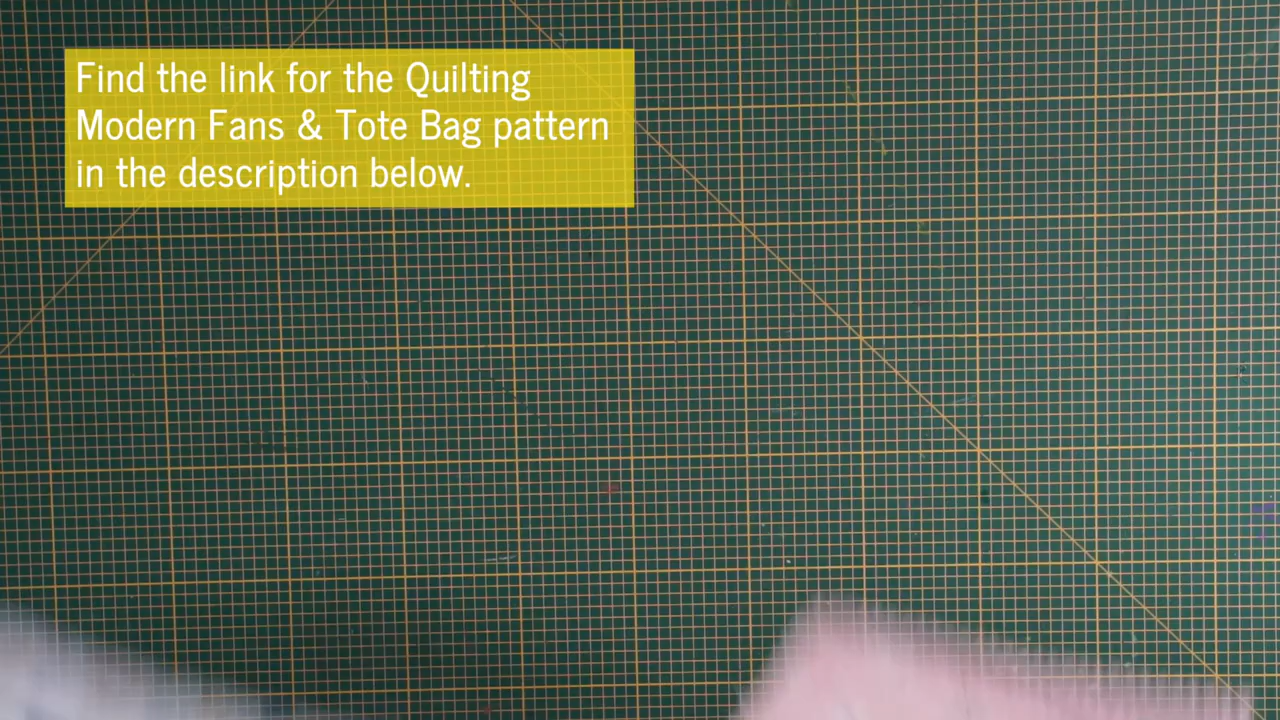 Find the link for the Quilting
Modern Fans & Tote Bag pattern
in the description below.